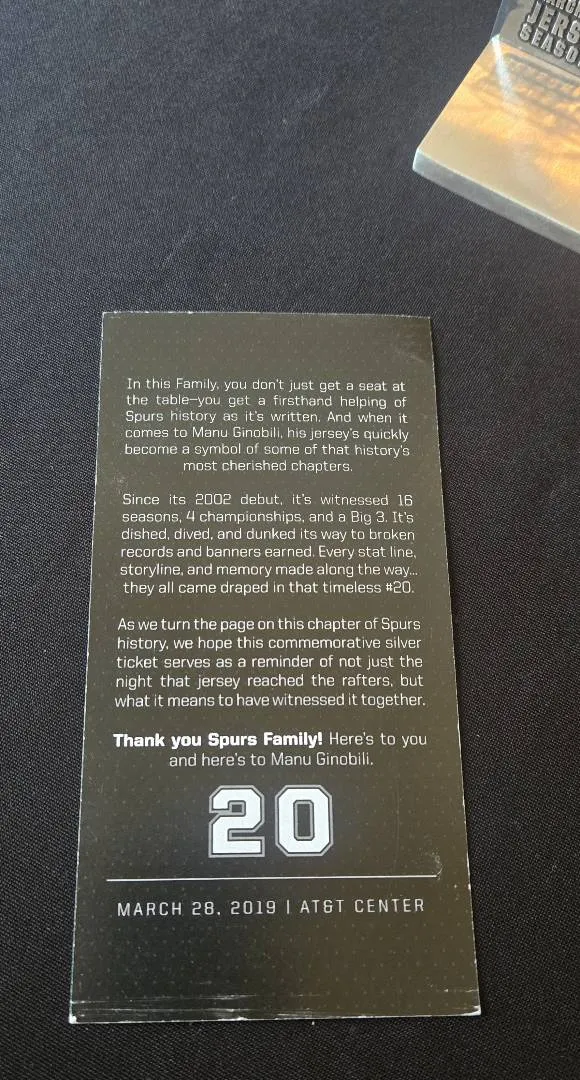 JERS
SEASO
In this Family, you don't just get a seat at
the table—you get a firsthand helping of
Spurs history as it's written. And when it
comes to Manu Ginobili, his jersey's quickly
become a symbol of some of that history's
most cherished chapters.
Since its 2002 debut, it's witnessed 16
seasons, 4 championships, and a Big 3. It's
dished, dived, and dunked its way to broken
records and banners earned. Every stat line,
storyline, and memory made along the way...
they all came draped in that timeless #20.
As we turn the page on this chapter of Spurs
history, we hope this commemorative silver
ticket serves as a reminder of not just the
night that jersey reached the rafters, but
what it means to have witnessed it together.
Thank you Spurs Family! Here's to you
and here's to Manu Ginobili.
20
MARCH 28, 2019 | AT&T CENTER